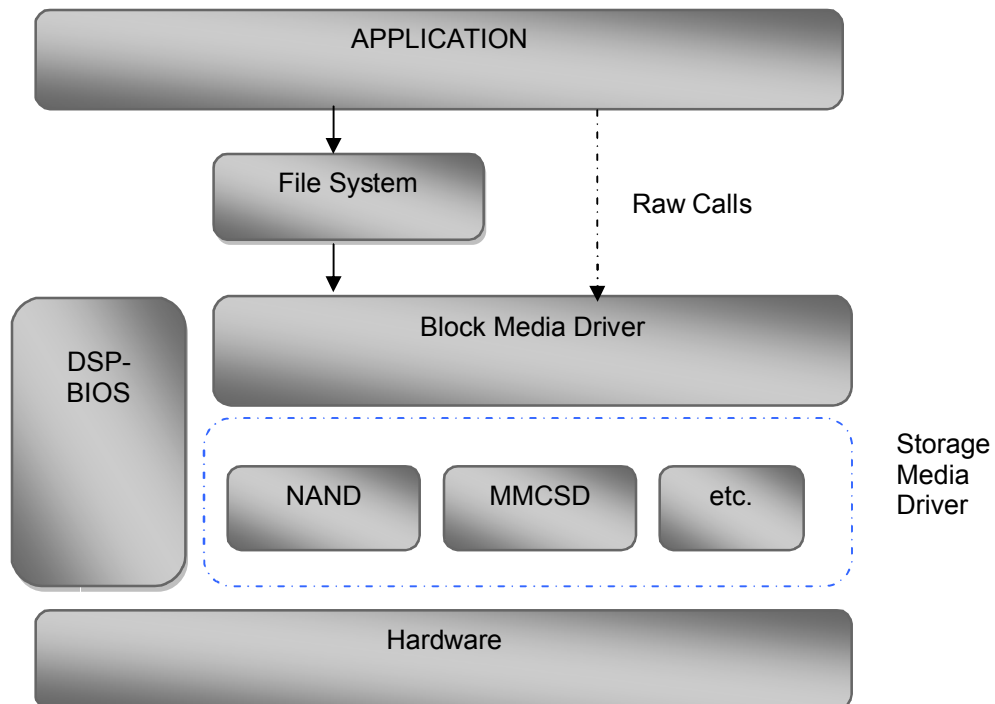 APPLICATION
File System
Raw Calls
Block Media Driver
DSP-
BIOS
Storage
Media
Driver
NAND
MMCSD
etc.
Hardware